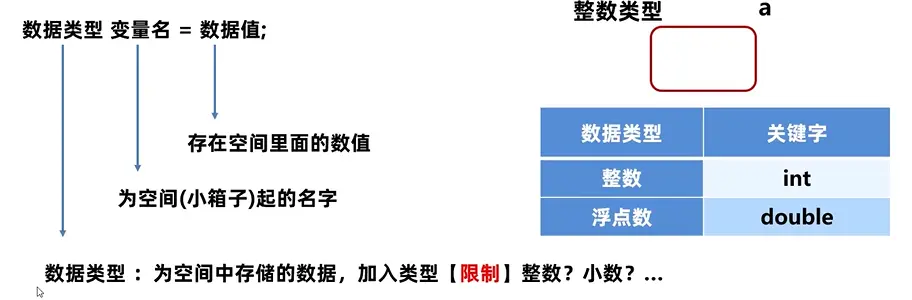 数据类型 变量名 = 数据值;
存在空间里面的数值
为空间(小箱子)起的名字
数据类型 ：为空间中存储的数据，加入类型【限制】整数？小数？...
整数类型 a
数据类型 关键字
整数 int
浮点数 double